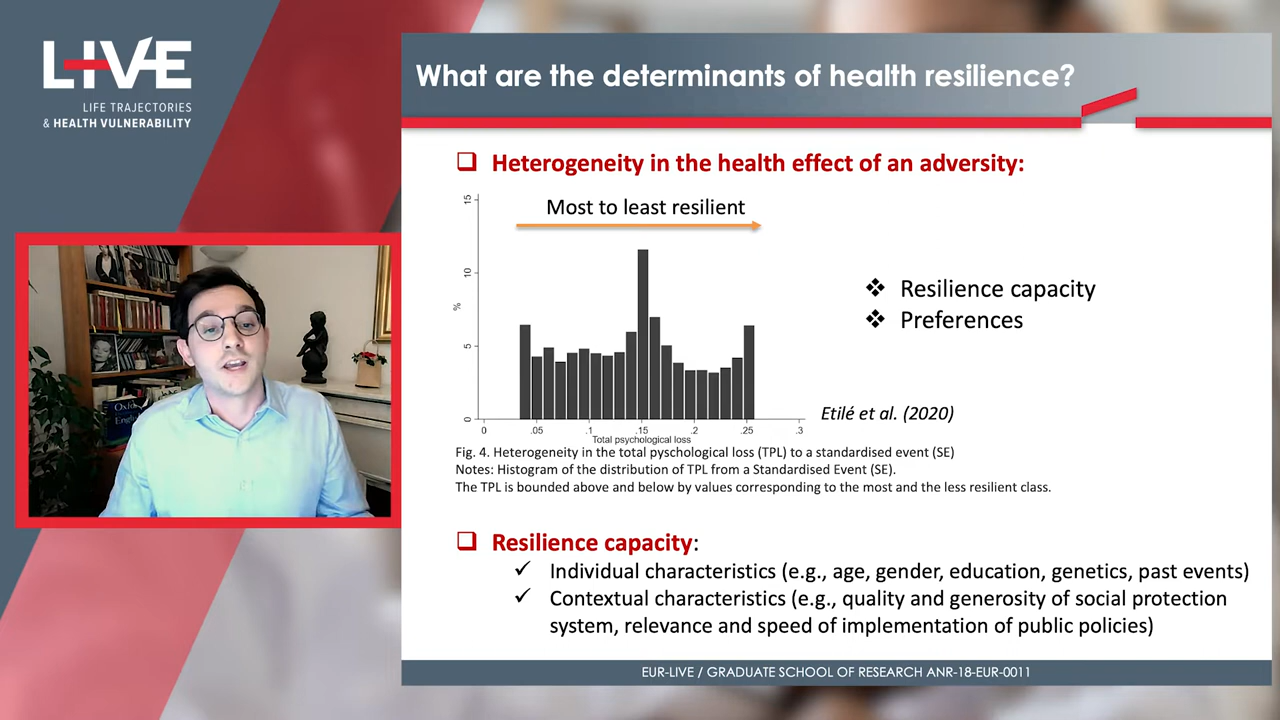 LIVE
LIFE TRAJECTORIES
& HEALTH VULNERABILITY
What are the determinants of health resilience?
Heterogeneity in the health effect of an adversity:
15
Most to least resilient
10
%
5
0
0 .05 .1 .15 .2 .25 .3
Total psychological loss
Resilience capacity
Preferences
Etilé et al. (2020)
Fig. 4. Heterogeneity in the total pyschological loss (TPL) to a standardised event (SE)
Notes: Histogram of the distribution of TPL from a Standardised Event (SE).
The TPL is bounded above and below by values corresponding to the most and the less resilient class.
Resilience capacity:
Individual characteristics (e.g., age, gender, education, genetics, past events)
Contextual characteristics (e.g., quality and generosity of social protection
system, relevance and speed of implementation of public policies)
EUR-LIVE / GRADUATE SCHOOL OF RESEARCH ANR-18-EUR-0011
Oxford
English